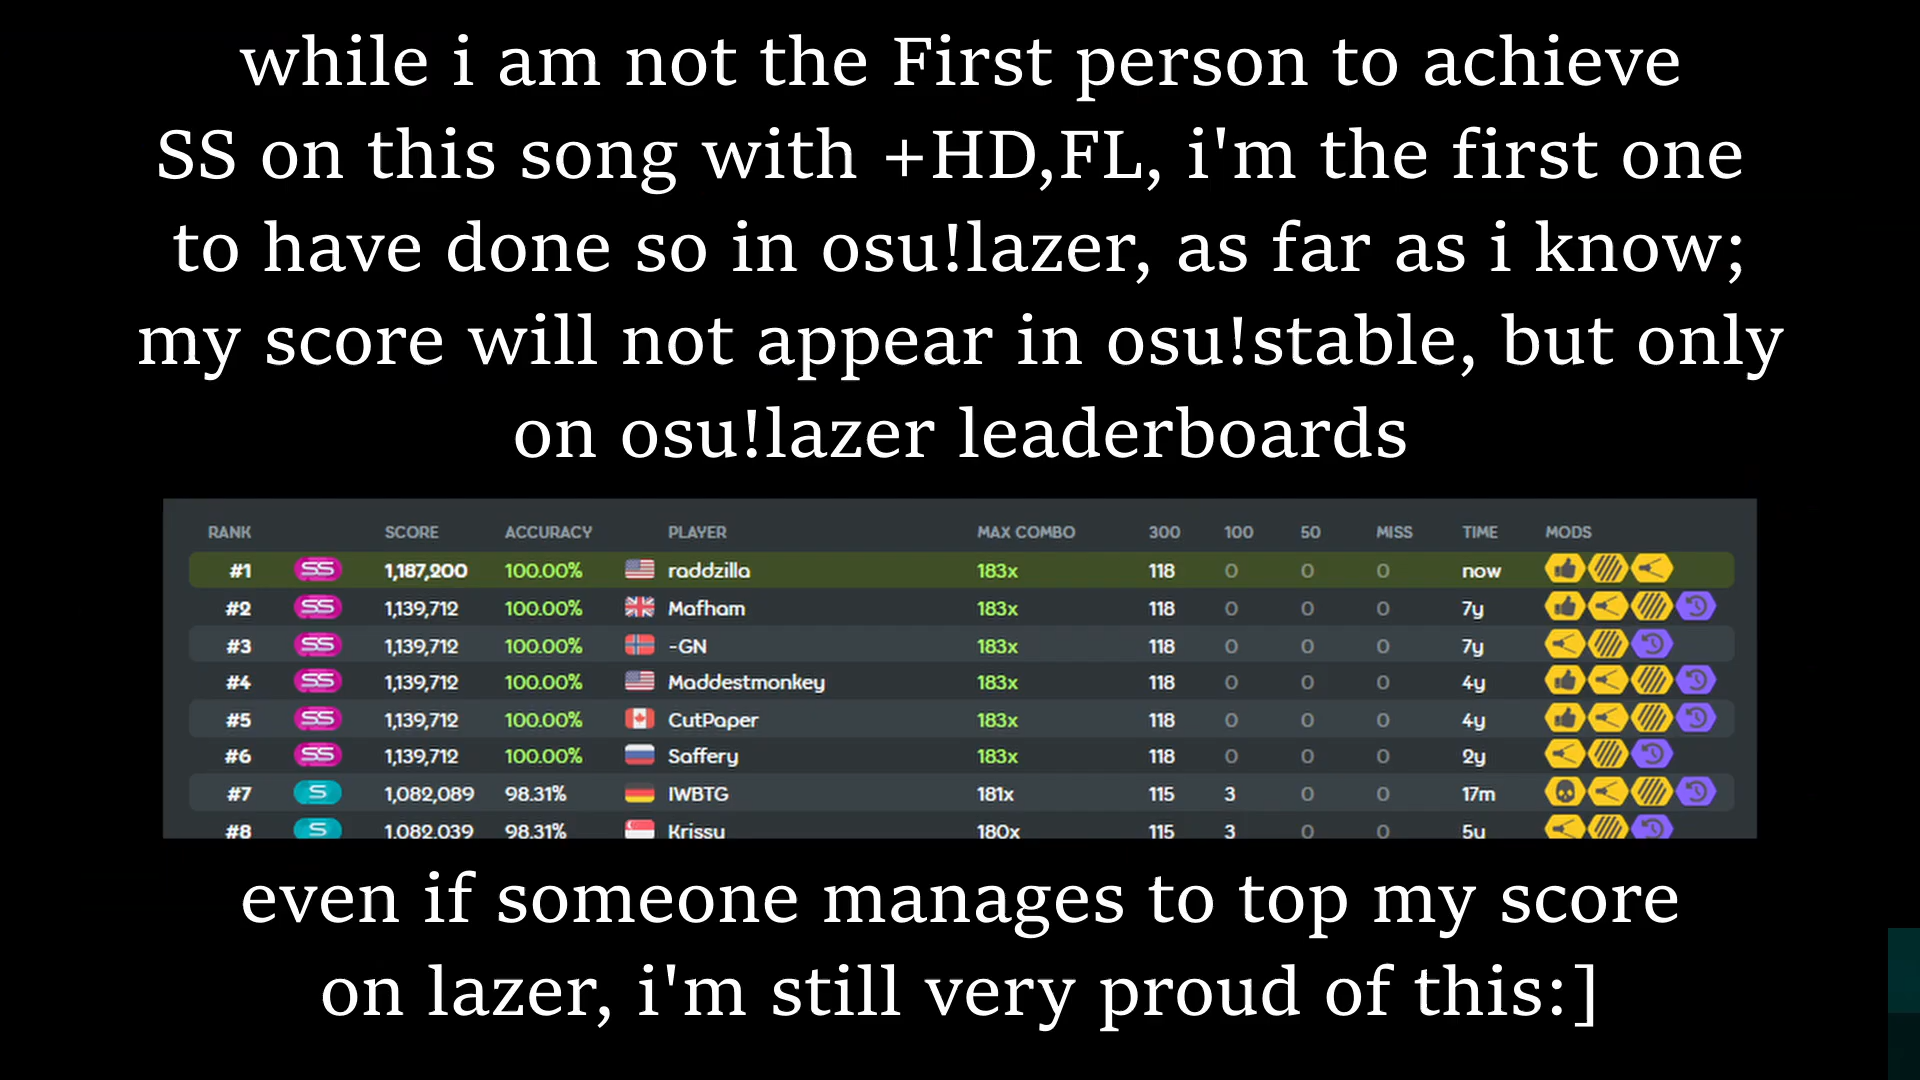 while i am not the First person to achieve
SS on this song with +HD,FL, i'm the first one
to have done so in osu!lazer, as far as i know;
my score will not appear in osu!stable, but only
on osu!lazer leaderboards
RANK SCORE ACCURACY PLAYER MAX COMBO 300 100 50 MISS TIME MODS
#1 SS 1,187,200 100.00% raddzilla 183x 118 0 0 0 now
#2 SS 1,139,712 100.00% Mafham 183x 118 0 0 0 7y
#3 SS 1,139,712 100.00% -GN 183x 118 0 0 0 7y
#4 SS 1,139,712 100.00% Maddestmonkey 183x 118 0 0 0 4y
#5 SS 1,139,712 100.00% CutPaper 183x 118 0 0 0 4y
#6 SS 1,139,712 100.00% Saffery 183x 118 0 0 0 2y
#7 S 1,082,089 98.31% IWBTG 181x 115 3 0 0 17m
#8 S 1,082,039 98.31% Krissy 180x 115 3 0 0 5y
even if someone manages to top my score
on lazer, i'm still very proud of this:]